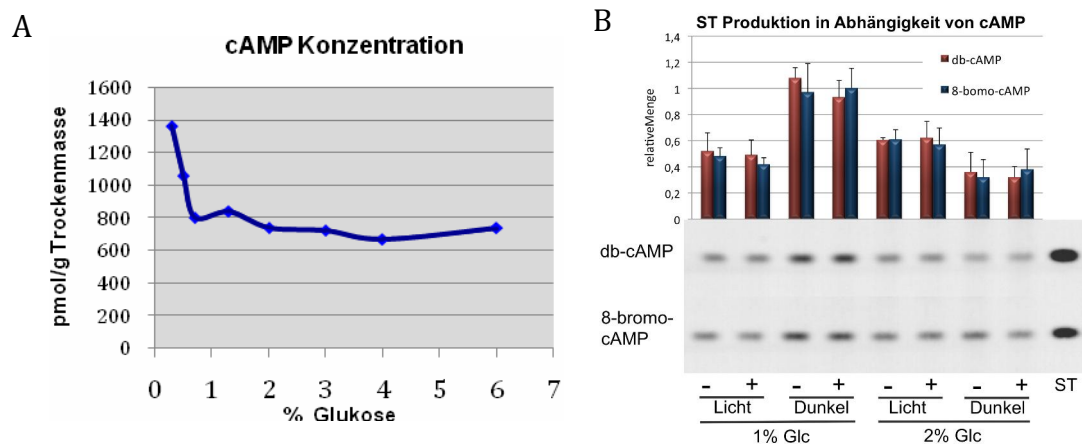 A
cAMP Konzentration
1600
1400
1200
1000
800
600
400
200
0
pmol/g Trockenmasse
0 1 2 3 4 5 6 7
% Glukose
B
ST Produktion in Abhängigkeit von cAMP
1,4
1,2
1
0,8
0,6
0,4
0,2
0
relativeMenge
db-cAMP
8-bomo-cAMP
db-cAMP
8-bromo-
cAMP
- + - + - + - + ST
Licht Dunkel Licht Dunkel
1% Glc 2% Glc